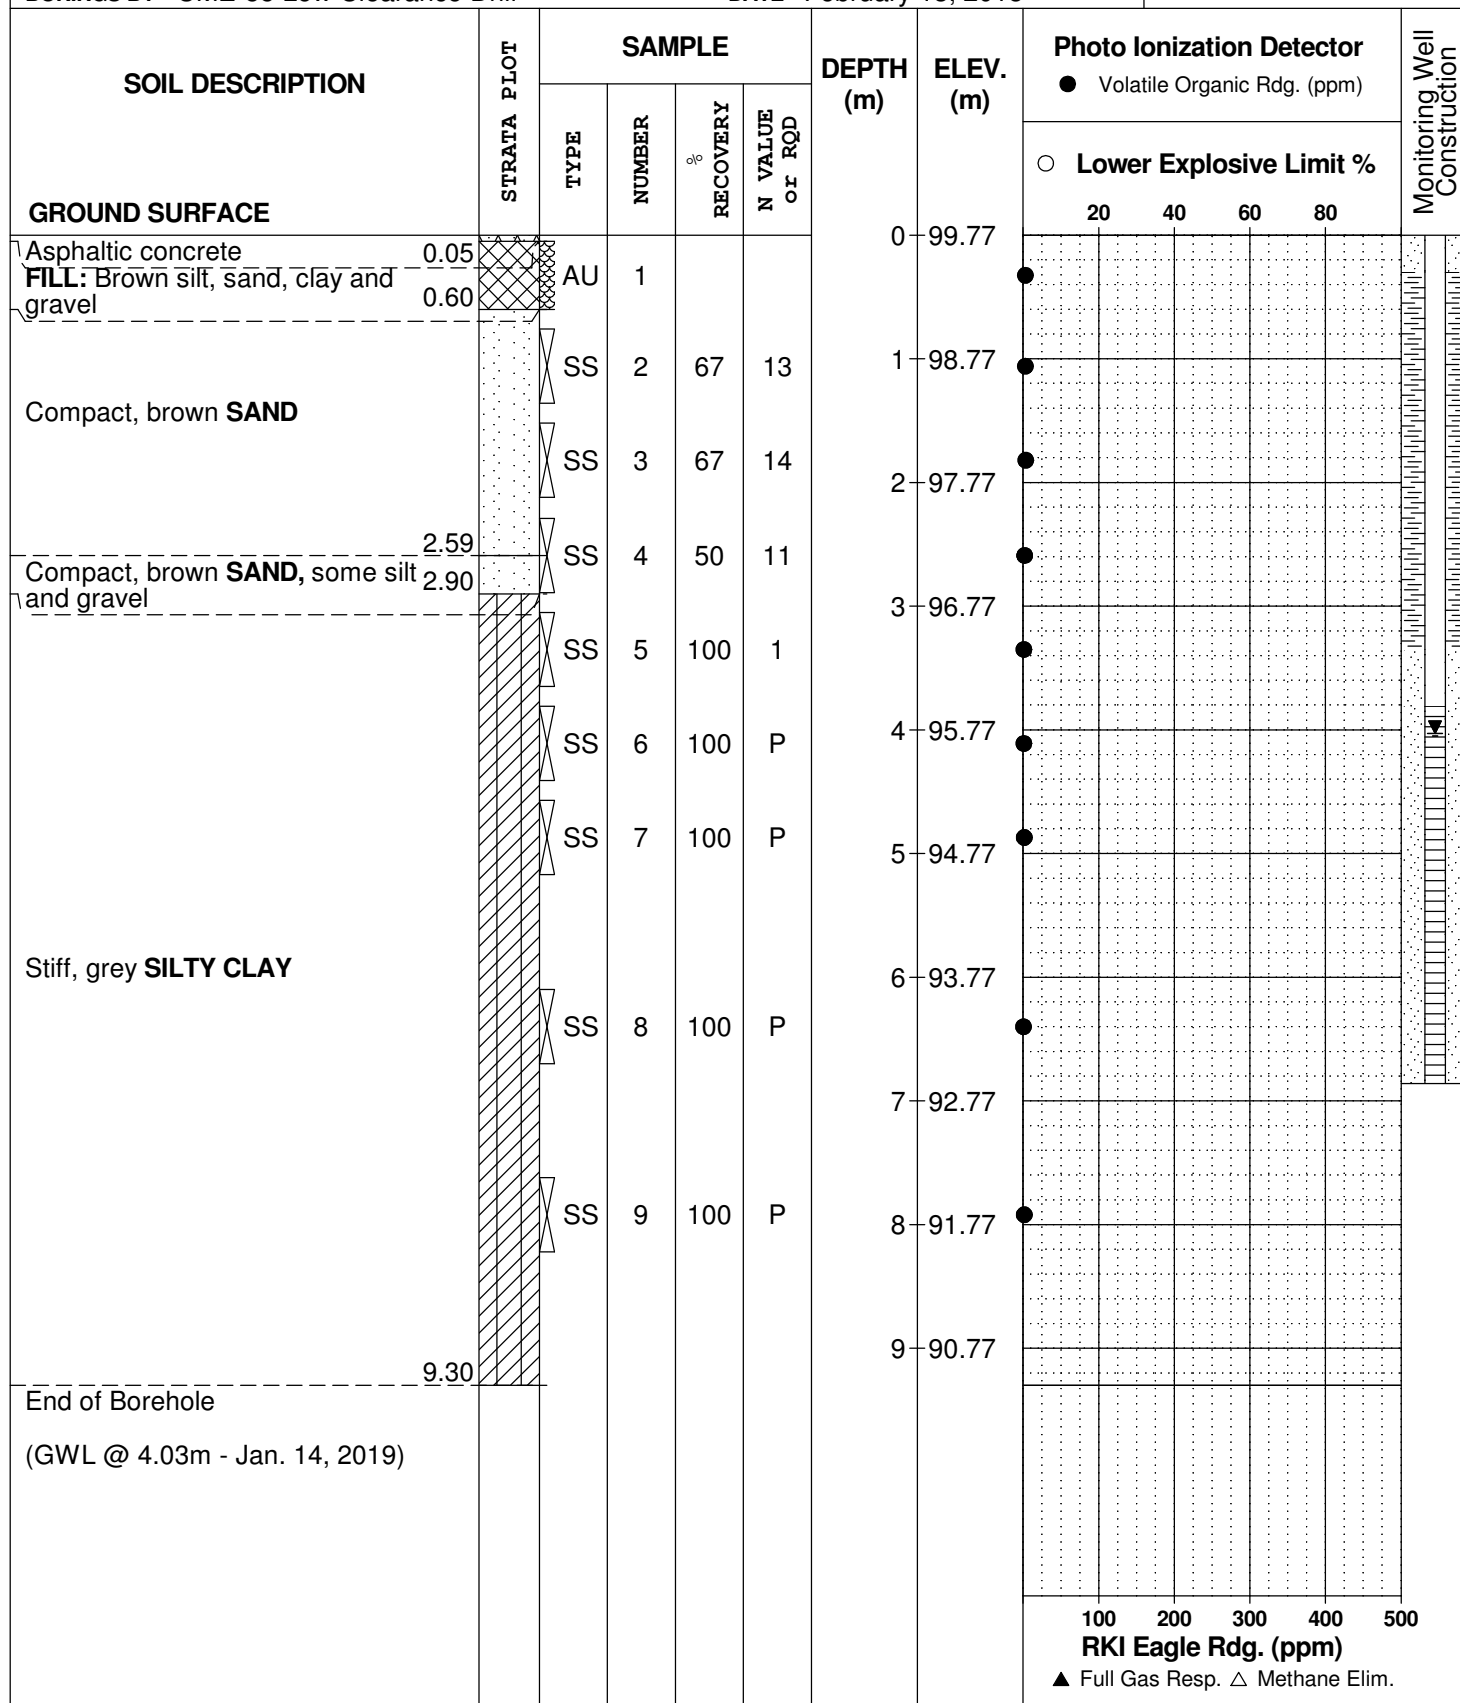 SOIL DESCRIPTION
GROUND SURFACE
STRATA PLOT
SAMPLE
TYPE
NUMBER
% RECOVERY
N VALUE
or RQD
DEPTH
(m)
ELEV.
(m)
Photo Ionization Detector
● Volatile Organic Rdg. (ppm)
○ Lower Explosive Limit %
20 40 60 80
Monitoring Well
Construction
0 99.77
Asphaltic concrete 0.05
FILL: Brown silt, sand, clay and
gravel 0.60
AU 1
SS 2 67 13
1 98.77
Compact, brown SAND
SS 3 67 14
2 97.77
2.59
SS 4 50 11
Compact, brown SAND, some silt
and gravel 2.90
3 96.77
SS 5 100 1
4 95.77
SS 6 100 P
SS 7 100 P
5 94.77
Stiff, grey SILTY CLAY
6 93.77
SS 8 100 P
7 92.77
SS 9 100 P
8 91.77
9 90.77
9.30
End of Borehole
(GWL @ 4.03m - Jan. 14, 2019)
100 200 300 400 500
RKI Eagle Rdg. (ppm)
▲ Full Gas Resp. △ Methane Elim.